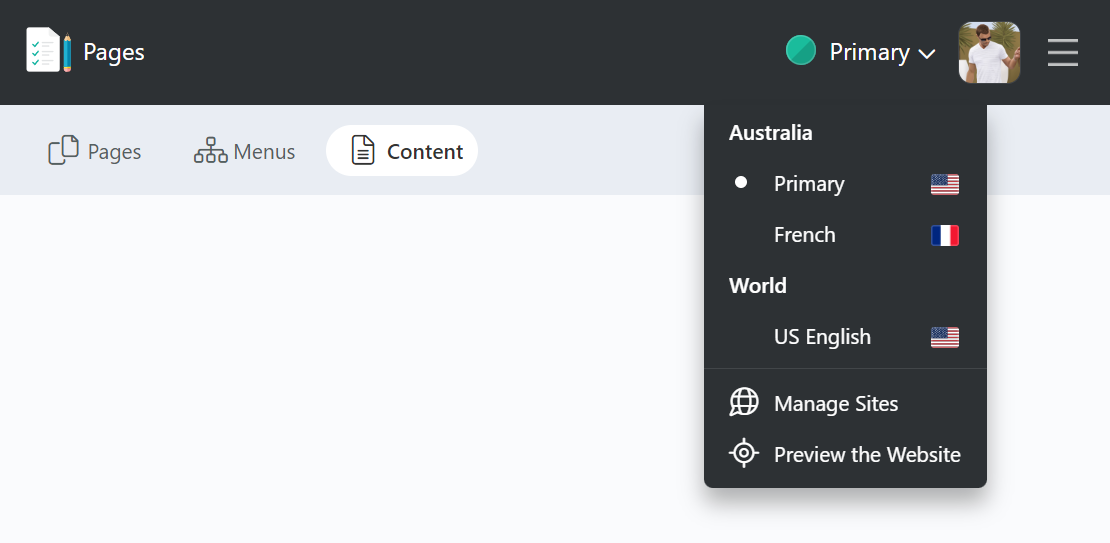 Pages
Primary
Pages
Menus
Content
Australia
Primary
French
World
US English
Manage Sites
Preview the Website